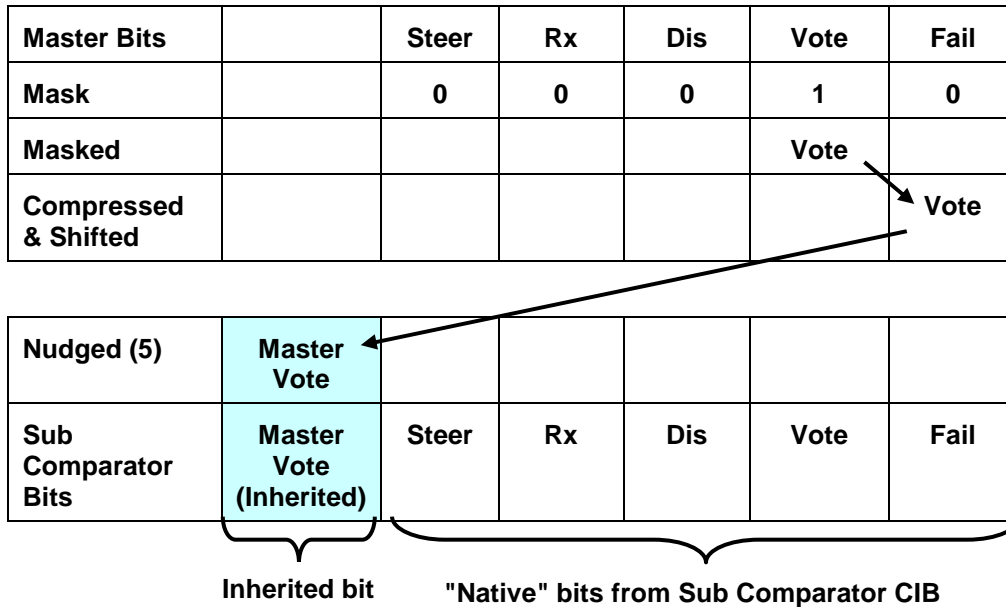 Master Bits Steer Rx Dis Vote Fail
Mask 0 0 0 1 0
Masked Vote
Compressed & Shifted Vote
Nudged (5) Master Vote
Sub Comparator Bits Master Vote (Inherited) Steer Rx Dis Vote Fail
Inherited bit "Native" bits from Sub Comparator CIB